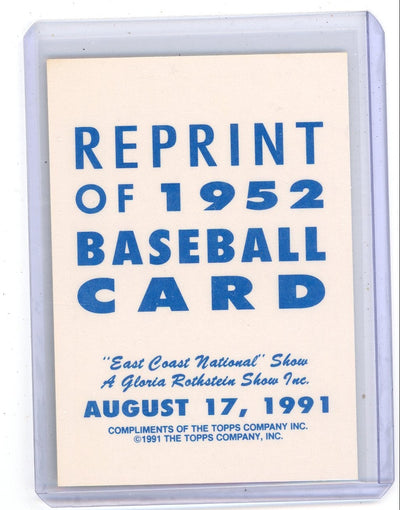 REPRINT
OF 1952
BASEBALL
CARD
"East Coast National" Show
A Gloria Rothstein Show Inc.
AUGUST 17, 1991
COMPLIMENTS OF THE TOPPS COMPANY INC.
©1991 THE TOPPS COMPANY, INC.